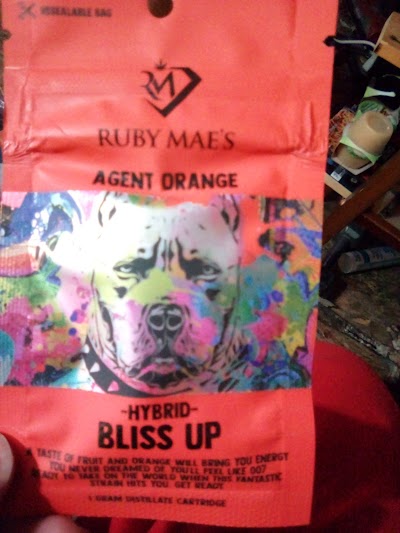 RESEALABLE BAG
RM
RUBY MAE'S
AGENT ORANGE
-HYBRID-
BLISS UP
A TASTE OF FRUIT AND ORANGE WILL BRING YOU ENERGY
YOU NEVER DREAMED OF. YOU'LL FEEL LIKE 007
READY TO TAKE ON THE WORLD WHEN THIS FANTASTIC
STRAIN HITS YOU. GET READY
1 GRAM DISTILLATE CARTRIDGE